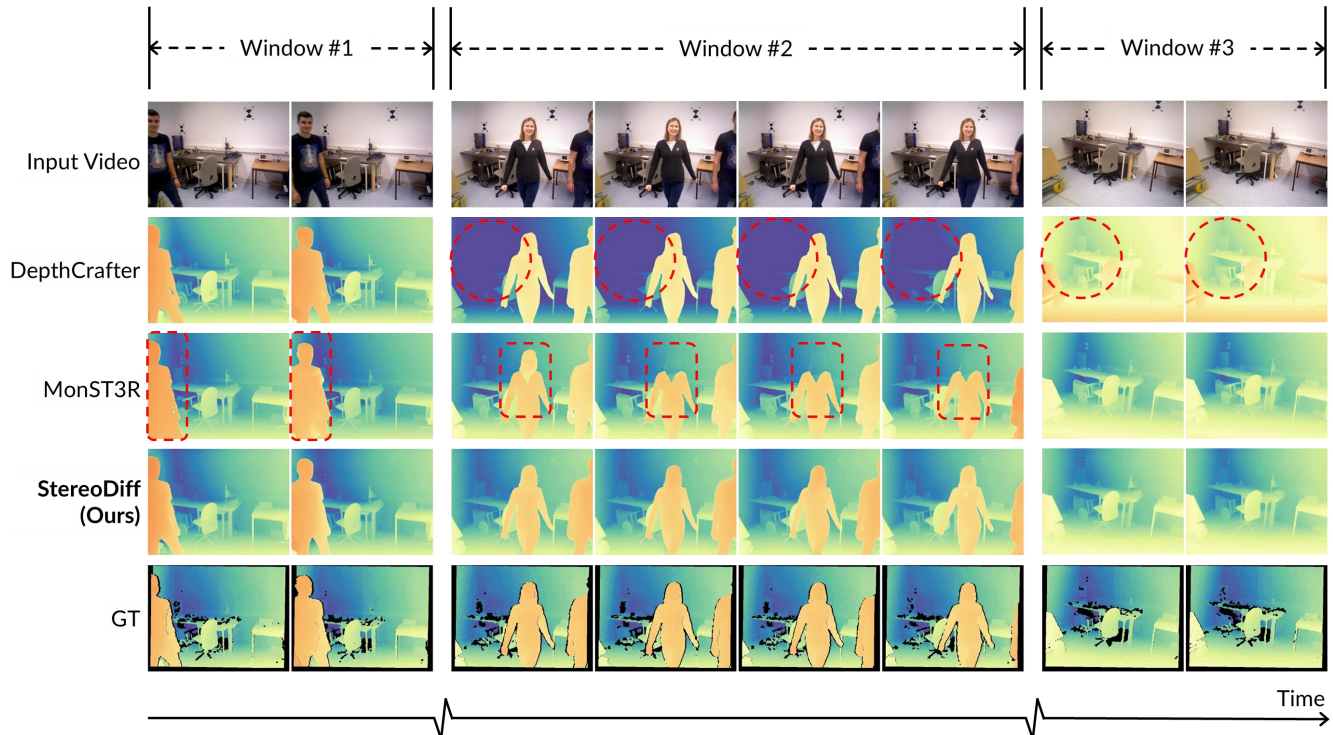 Window #1
Window #2
Window #3
Input Video
DepthCrafter
MonST3R
StereoDiff
(Ours)
GT
Time